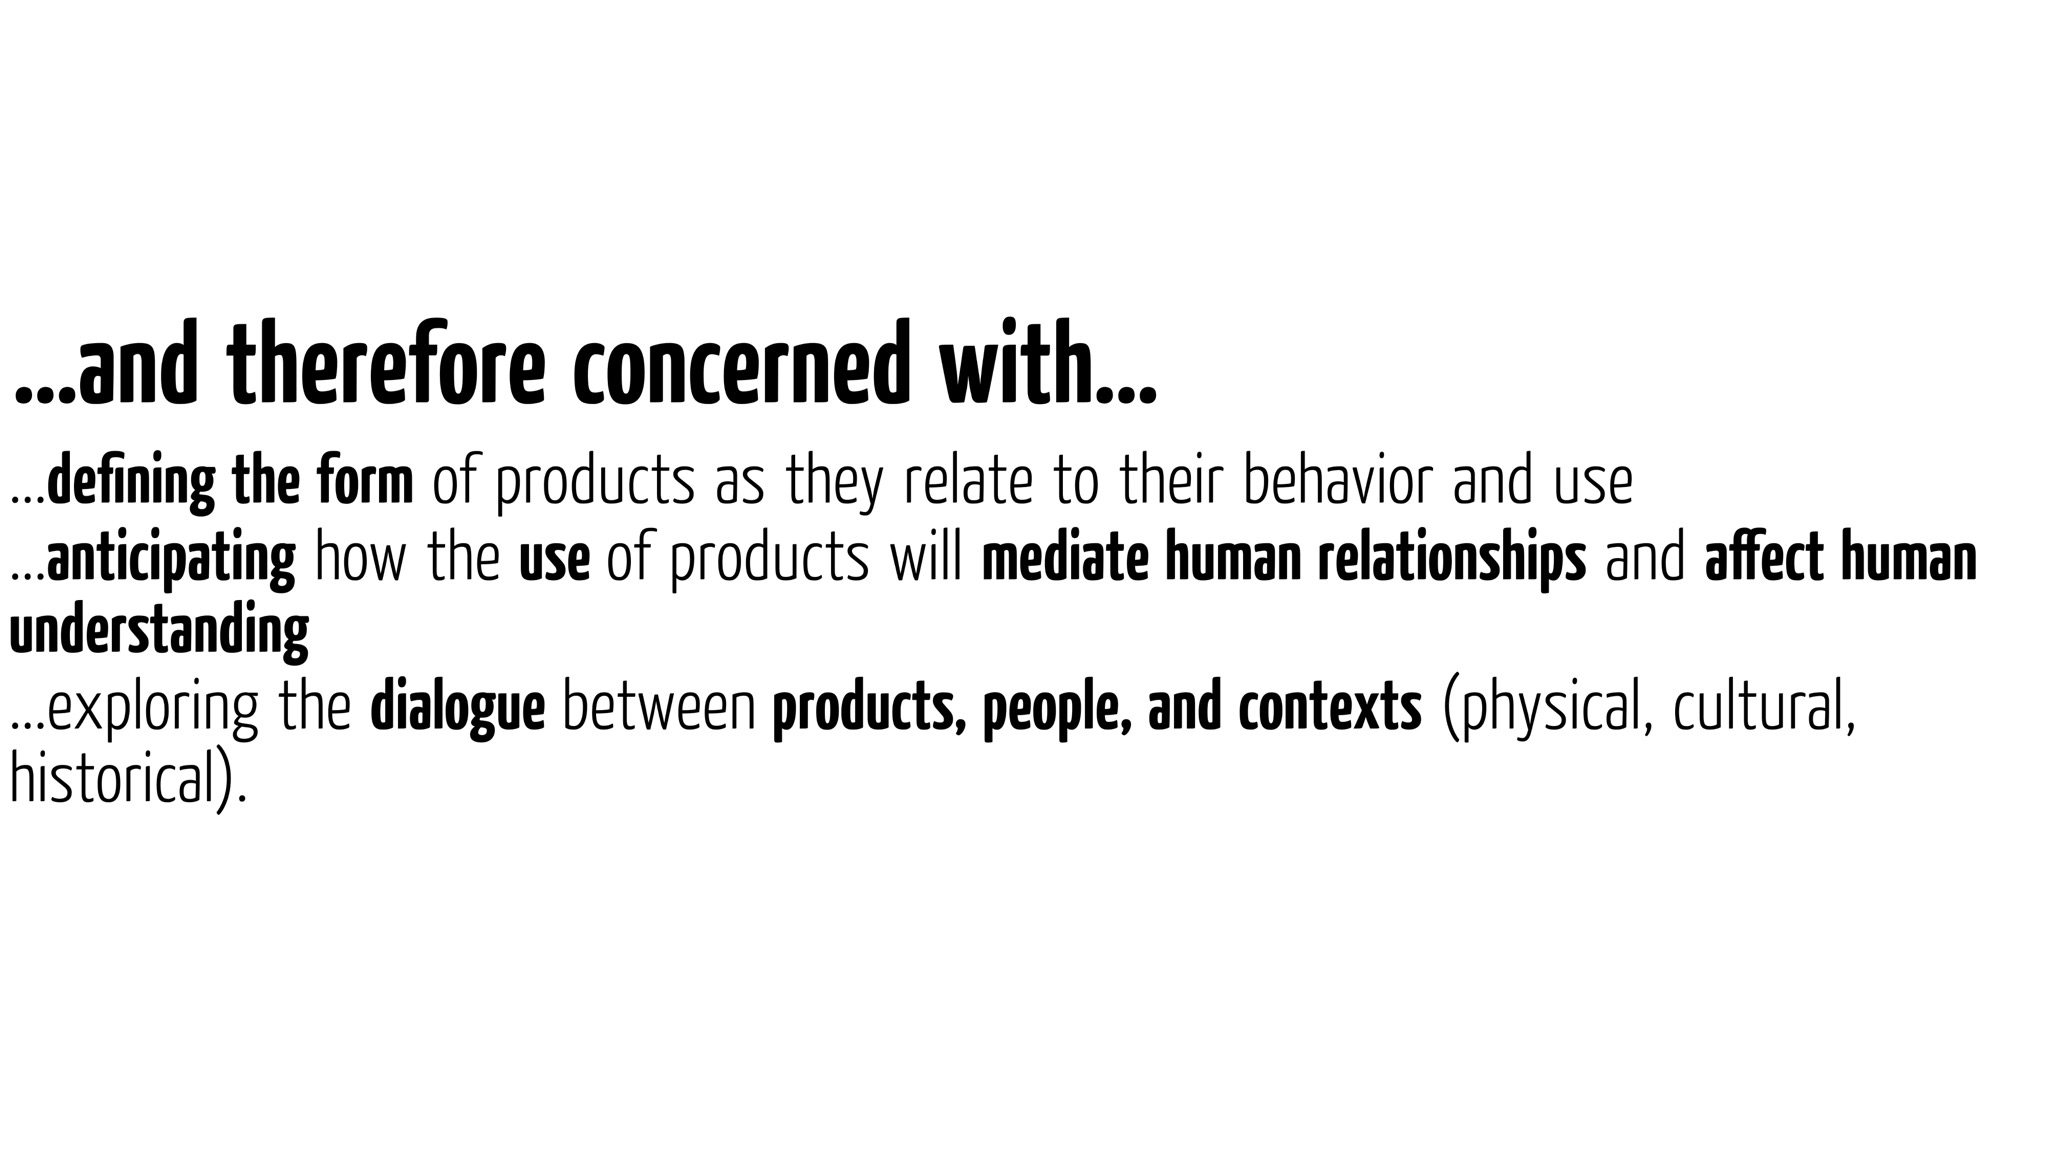 ...and therefore concerned with...
...defining the form of products as they relate to their behavior and use
...anticipating how the use of products will mediate human relationships and affect human
understanding
...exploring the dialogue between products, people, and contexts (physical, cultural,
historical).